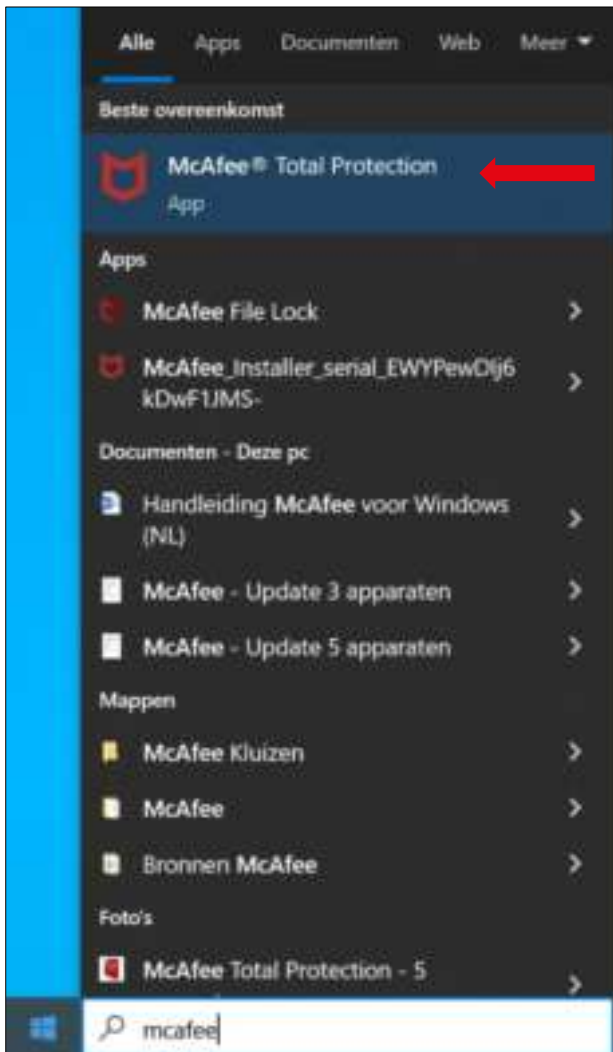 Alle Apps Documenten Web Meer
Beste overeenkomst
McAfee® Total Protection
App
Apps
McAfee File Lock
McAfee_Installer_serial_EWYPewDIj6
kDwF1JMS-
Documenten - Deze pc
Handleiding McAfee voor Windows
(NL)
McAfee - Update 3 apparaten
McAfee - Update 5 apparaten
Mappen
McAfee Kluizen
McAfee
Bronnen McAfee
Foto's
McAfee Total Protection - 5
mcafee